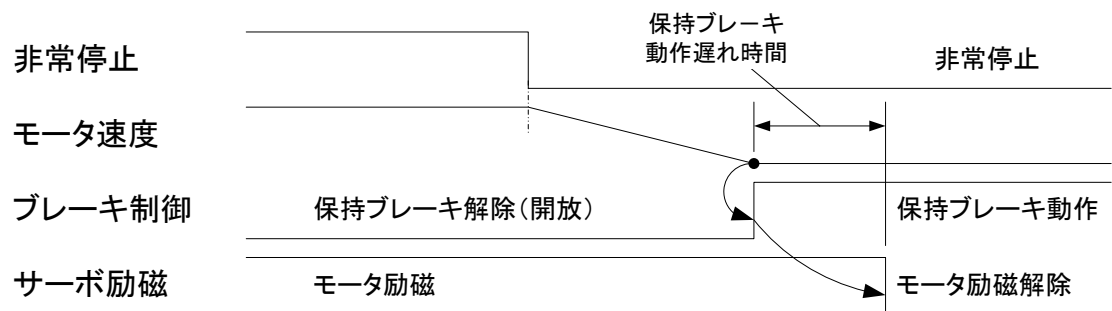 保持ブレーキ
動作遅れ時間
非常停止
非常停止
モータ速度
ブレーキ制御
保持ブレーキ解除(開放)
保持ブレーキ動作
サーボ励磁
モータ励磁
モータ励磁解除